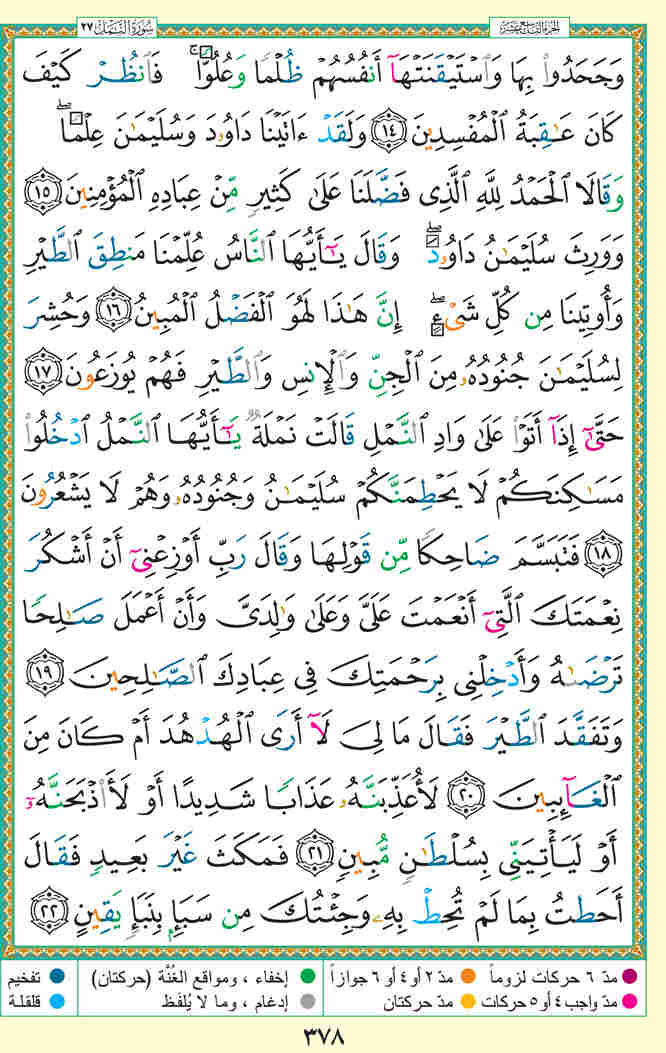 سُورَةُ النَّمْل ٢٧
الجزء التاسع عشر
وَجَحَدُوا۟ بِهَا وَٱسْتَيْقَنَتْهَآ أَنفُسُهُمْ ظُلْمًا وَعُلُوًّا ۚ فَٱنظُرْ كَيْفَ
كَانَ عَـٰقِبَةُ ٱلْمُفْسِدِينَ ١٤ وَلَقَدْ ءَاتَيْنَا دَاوُۥدَ وَسُلَيْمَـٰنَ عِلْمًا ۖ
وَقَالَا ٱلْحَمْدُ لِلَّهِ ٱلَّذِى فَضَّلَنَا عَلَىٰ كَثِيرٍ مِّنْ عِبَادِهِ ٱلْمُؤْمِنِينَ ١٥
وَوَرِثَ سُلَيْمَـٰنُ دَاوُۥدَ ۖ وَقَالَ يَـٰٓأَيُّهَا ٱلنَّاسُ عُلِّمْنَا مَنطِقَ ٱلطَّيْرِ
وَأُوتِينَا مِن كُلِّ شَىْءٍ ۖ إِنَّ هَـٰذَا لَهُوَ ٱلْفَضْلُ ٱلْمُبِينُ ١٦ وَحُشِرَ
لِسُلَيْمَـٰنَ جُنُودُهُۥ مِنَ ٱلْجِنِّ وَٱلْإِنسِ وَٱلطَّيْرِ فَهُمْ يُوزَعُونَ ١٧
حَتَّىٰٓ إِذَآ أَتَوْا۟ عَلَىٰ وَادِ ٱلنَّمْلِ قَالَتْ نَمْلَةٌ يَـٰٓأَيُّهَا ٱلنَّمْلُ ٱدْخُلُوا۟
مَسَـٰكِنَكُمْ لَا يَحْطِمَنَّكُمْ سُلَيْمَـٰنُ وَجُنُودُهُۥ وَهُمْ لَا يَشْعُرُونَ
١٨ فَتَبَسَّمَ ضَاحِكًا مِّن قَوْلِهَا وَقَالَ رَبِّ أَوْزِعْنِىٓ أَنْ أَشْكُرَ
نِعْمَتَكَ ٱلَّتِىٓ أَنْعَمْتَ عَلَىَّ وَعَلَىٰ وَٰلِدَىَّ وَأَنْ أَعْمَلَ صَـٰلِحًا
تَرْضَىٰهُ وَأَدْخِلْنِى بِرَحْمَتِكَ فِى عِبَادِكَ ٱلصَّـٰلِحِينَ ١٩
وَتَفَقَّدَ ٱلطَّيْرَ فَقَالَ مَا لِىَ لَآ أَرَى ٱلْهُدْهُدَ أَمْ كَانَ مِنَ
ٱلْغَآئِبِينَ ٢٠ لَأُعَذِّبَنَّهُۥ عَذَابًا شَدِيدًا أَوْ لَأَا۟ذْبَحَنَّهُۥٓ
أَوْ لَيَأْتِيَنِّى بِسُلْطَـٰنٍ مُّبِينٍ ٢١ فَمَكَثَ غَيْرَ بَعِيدٍ فَقَالَ
أَحَطتُ بِمَا لَمْ تُحِطْ بِهِۦ وَجِئْتُكَ مِن سَبَإٍۭ بِنَبَإٍ يَقِينٍ ٢٢
مدّ ٦ حركات لزوماً
مدّ ٢ أو ٤ أو ٦ جوازاً
إخفاء ، ومواقع الغُنَّة (حركتان)
تفخيم
مدّ واجب ٤ أو ٥ حركات
مدّ حركتان
إدغام ، وما لا يُلفَظ
قلقلة
٣٧٨